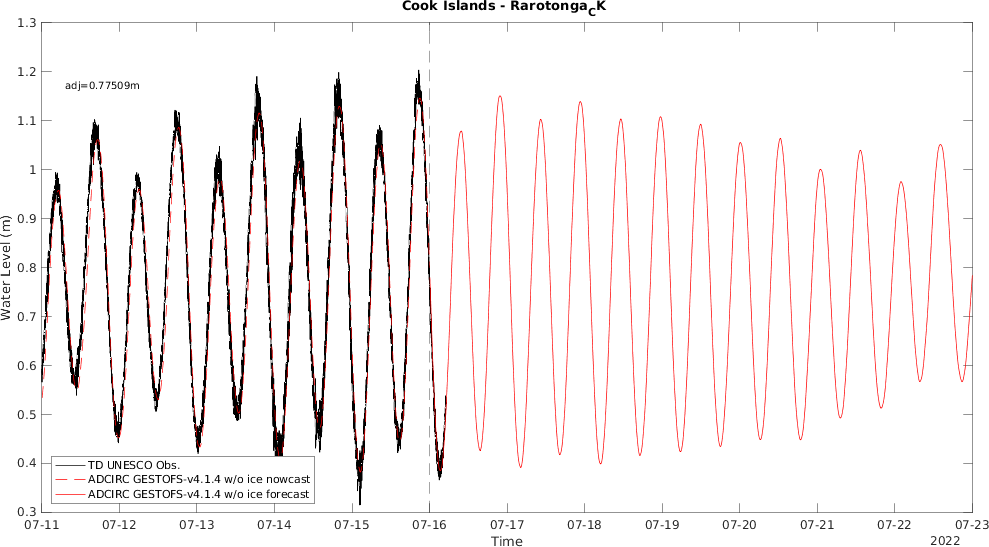 Cook Islands - RarotongaCK
1.3
1.2
1.1
1
0.9
0.8
0.7
0.6
0.5
0.4
0.3
Water Level (m)
adj=0.77509m
TD UNESCO Obs.
ADCIRC GESTOFS-v4.1.4 w/o ice nowcast
ADCIRC GESTOFS-v4.1.4 w/o ice forecast
07-11 07-12 07-13 07-14 07-15 07-16 07-17 07-18 07-19 07-20 07-21 07-22 07-23
Time
2022